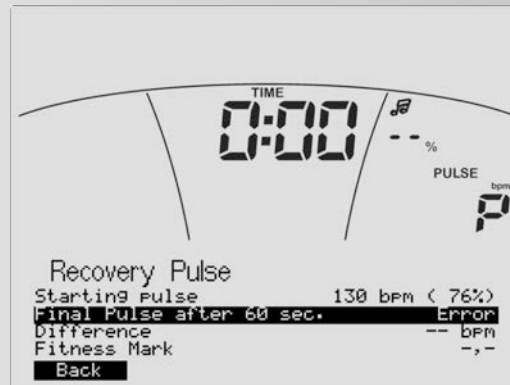 TIME
0:00
-- %
PULSE
bpm
P
Recovery Pulse
Starting pulse 130 bpm ( 76%)
Final Pulse after 60 sec. Error
Difference -- bpm
Fitness Mark -,-
Back